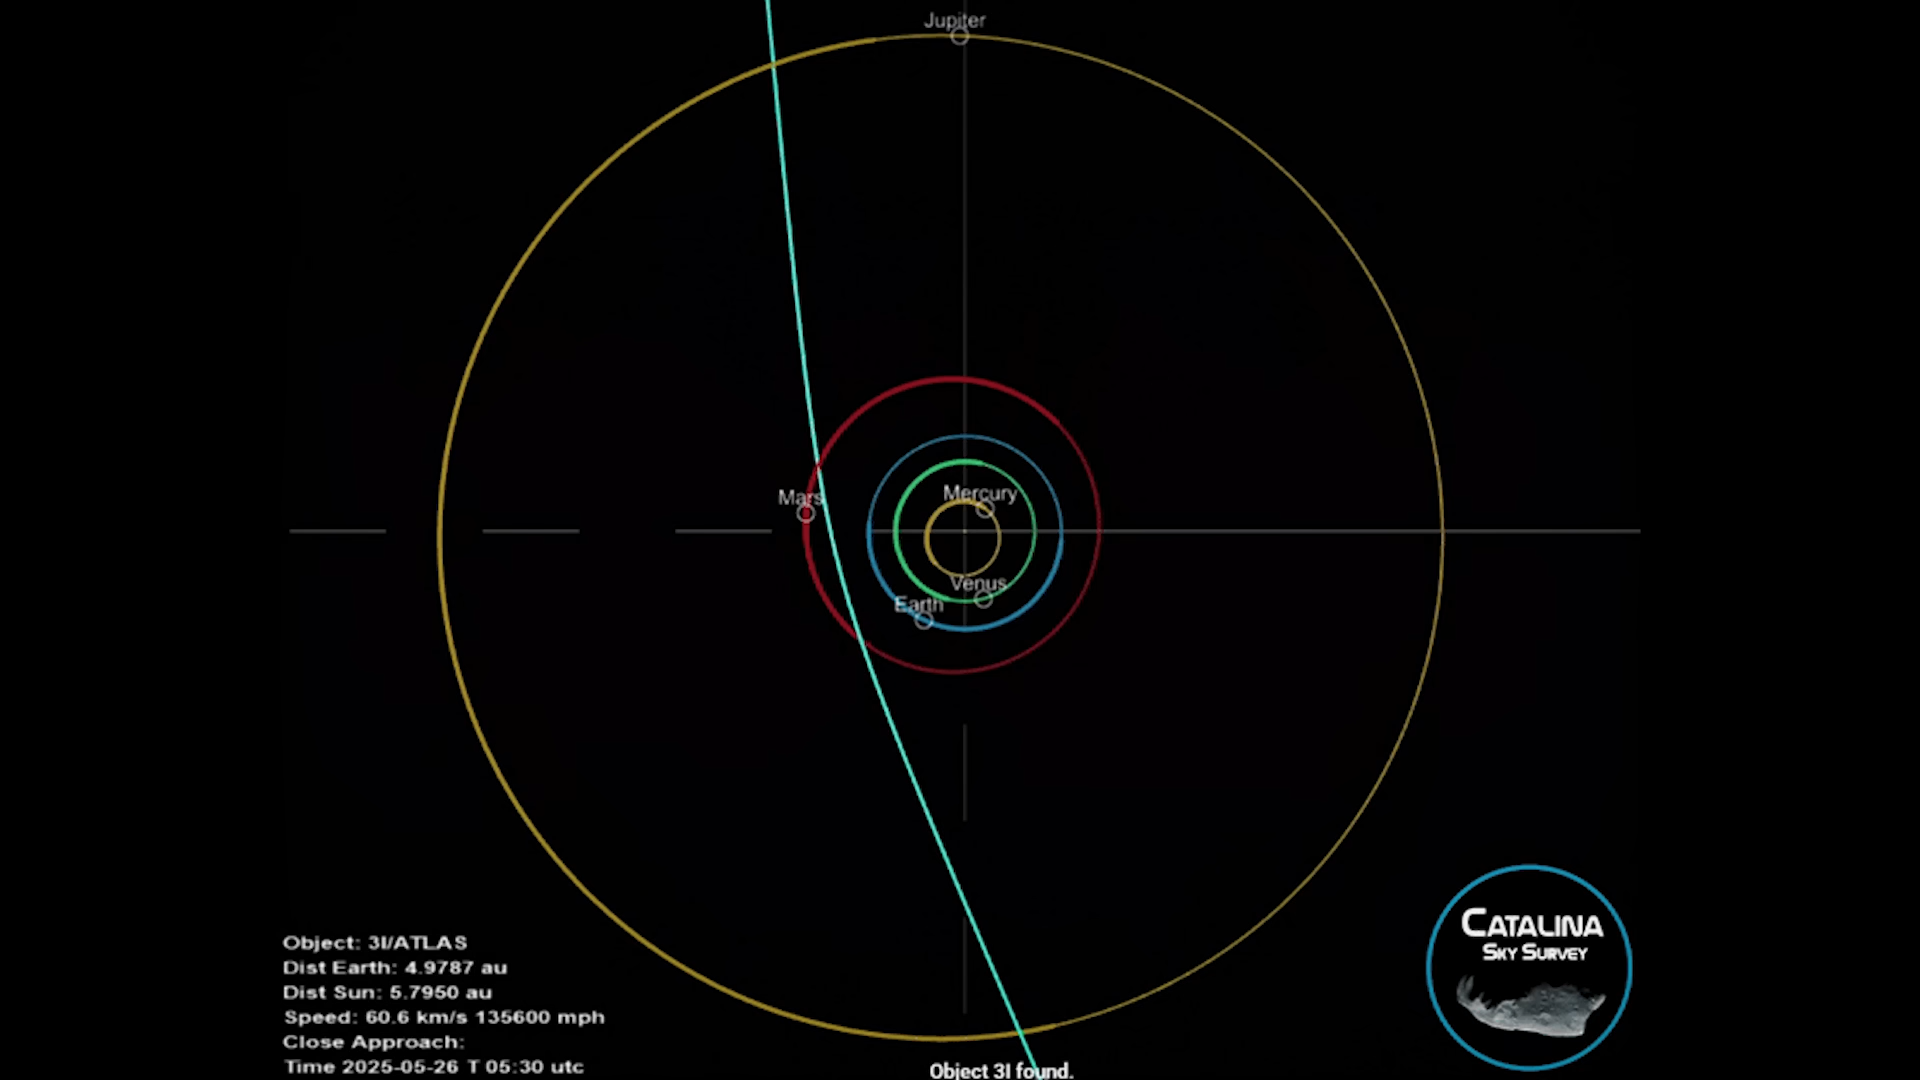 Jupiter
Mars
Mercury
Venus
Earth
Object: 3I/ATLAS
Dist Earth: 4.9787 au
Dist Sun: 5.7950 au
Speed: 60.6 km/s 135600 mph
Close Approach:
Time 2025-05-26 T 05:30 utc
Object 3I found.
CATALINA
SKY SURVEY